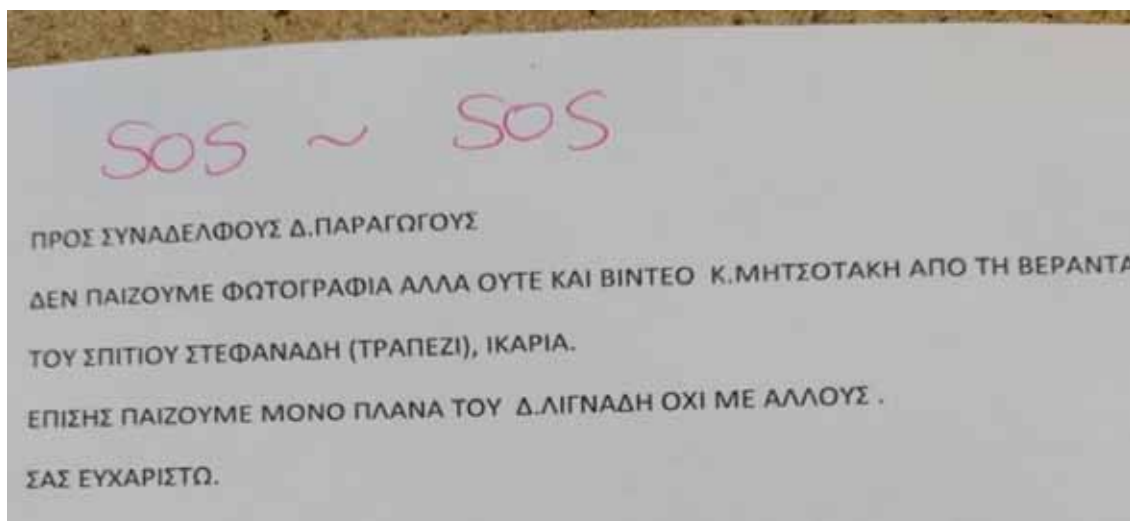 SOS ~ SOS
ΠΡΟΣ ΣΥΝΑΔΕΛΦΟΥΣ Δ.ΠΑΡΑΓΩΓΟΥΣ
ΔΕΝ ΠΑΙΖΟΥΜΕ ΦΩΤΟΓΡΑΦΙΑ ΑΛΛΑ ΟΥΤΕ ΚΑΙ ΒΙΝΤΕΟ Κ.ΜΗΤΣΟΤΑΚΗ ΑΠΟ ΤΗ ΒΕΡΑΝΤΑ
ΤΟΥ ΣΠΙΤΙΟΥ ΣΤΕΦΑΝΑΔΗ (ΤΡΑΠΕΖΙ), ΙΚΑΡΙΑ.
ΕΠΙΣΗΣ ΠΑΙΖΟΥΜΕ ΜΟΝΟ ΠΛΑΝΑ ΤΟΥ Δ.ΛΙΓΝΑΔΗ ΟΧΙ ΜΕ ΑΛΛΟΥΣ .
ΣΑΣ ΕΥΧΑΡΙΣΤΩ.